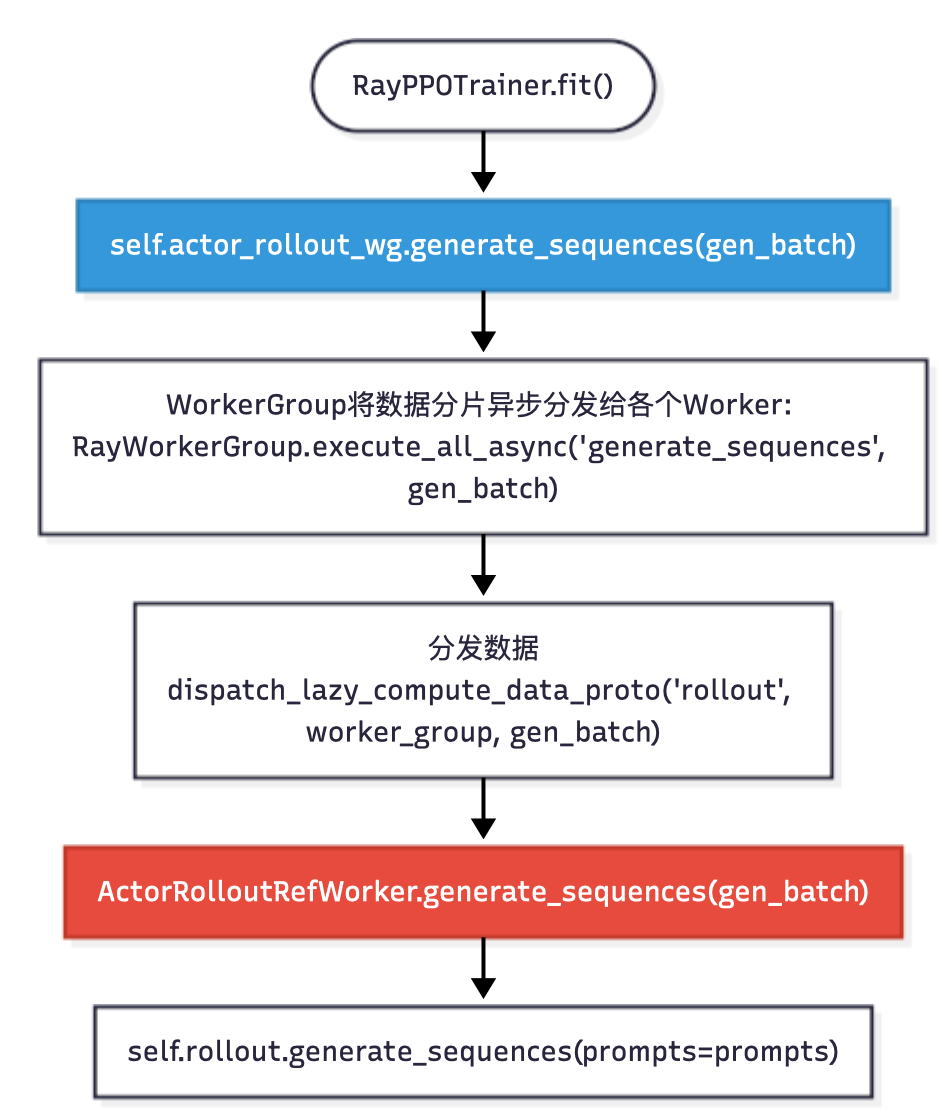 RayPPOTrainer.fit()
self.actor_rollout_wg.generate_sequences(gen_batch)
WorkerGroup将数据分片异步分发给各个Worker:
RayWorkerGroup.execute_all_async('generate_sequences',
gen_batch)
分发数据
dispatch_lazy_compute_data_proto('rollout',
worker_group, gen_batch)
ActorRolloutRefWorker.generate_sequences(gen_batch)
self.rollout.generate_sequences(prompts=prompts)